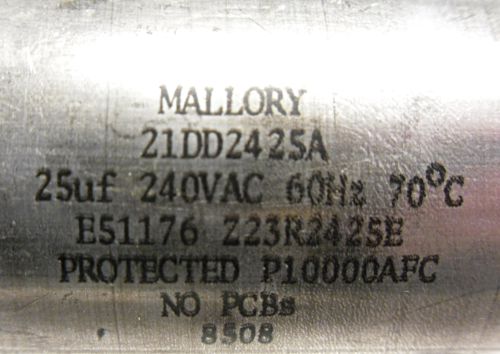 MALLORY
21DD2425A
25uf 240VAC 60Hz 70°C
E51176 Z23R2425E
PROTECTED P10000AFC
NO PCBs
8508